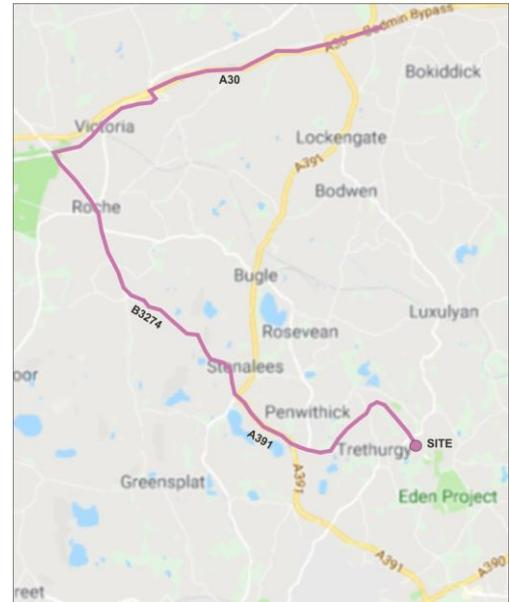 Bodmin Bypass
A30
A30
Bokiddick
Victoria
Lockengate
A391
Bodwen
Roche
Bugle
Luxulyan
B3274
Rosevean
Stenalees
oor
Penwithick
A391
Trethurgy
SITE
A391
Greensplat
Eden Project
A391
A390
reet